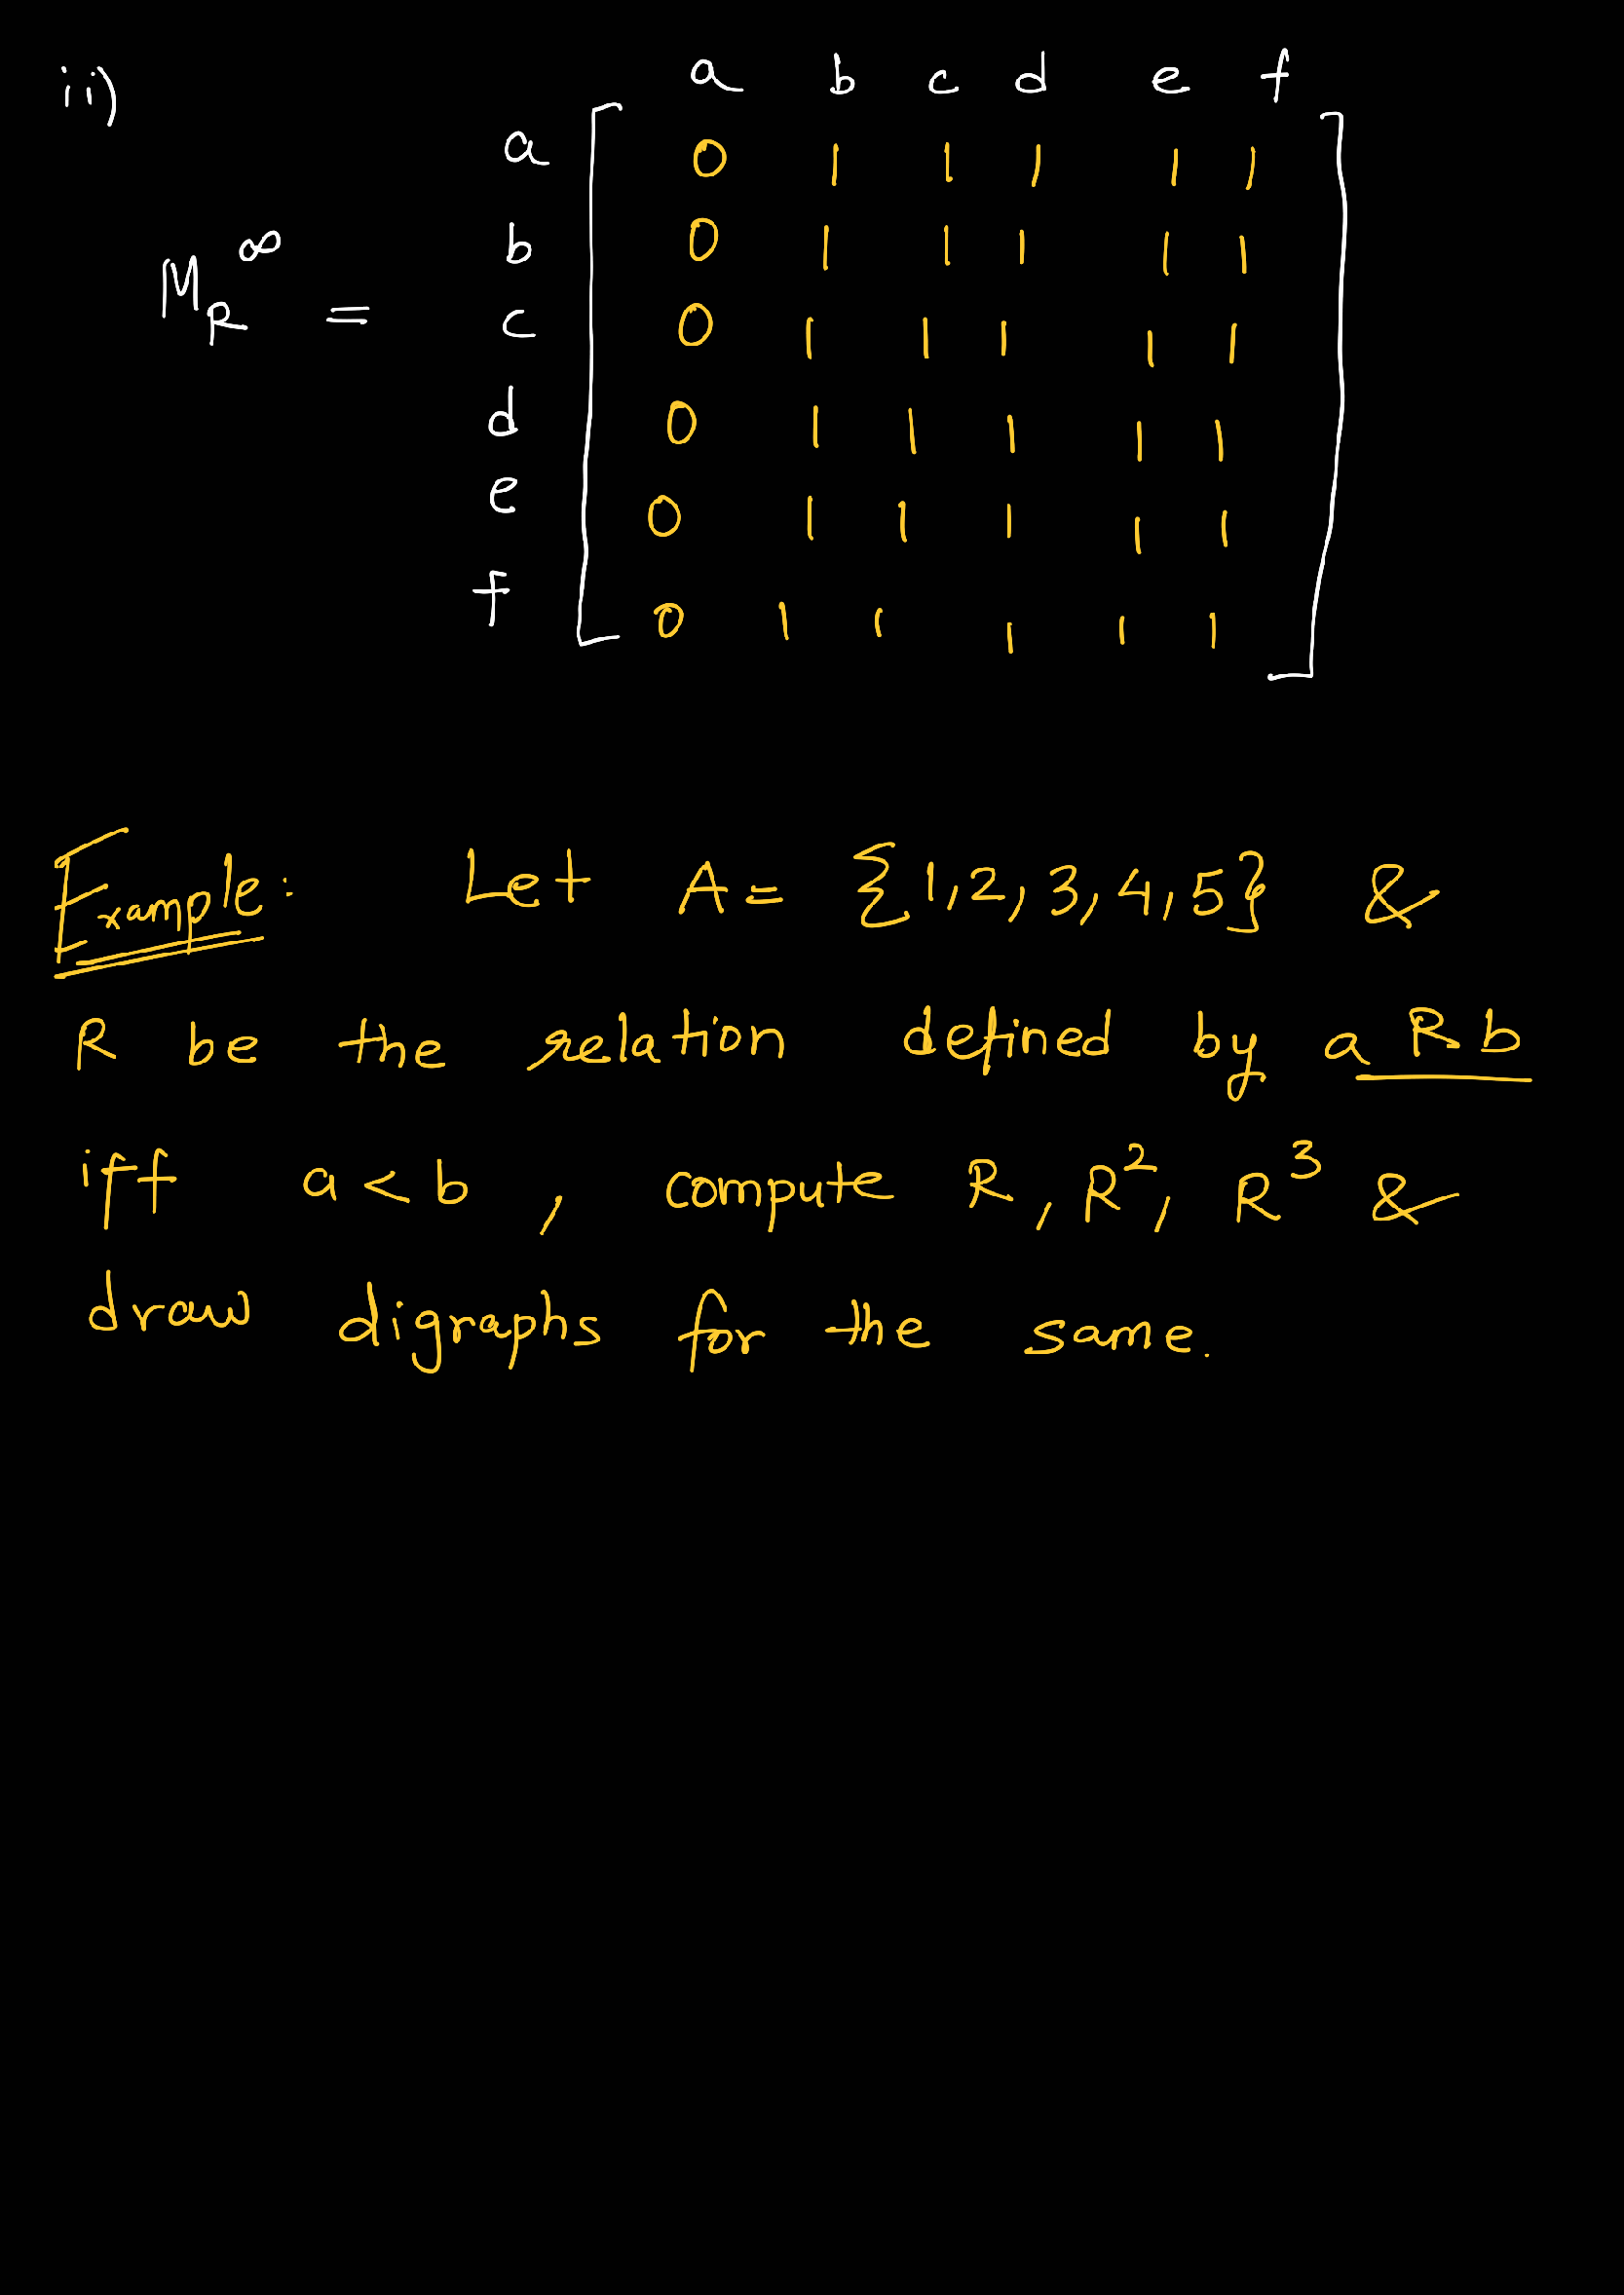 ii)
a b c d e f
a 0 1 1 1 1 1
b 0 1 1 1 1 1
M_R^∞ = c 0 1 1 1 1 1
d 0 1 1 1 1 1
e 0 1 1 1 1 1
f 0 1 1 1 1 1
Example: Let A = {1,2,3,4,5} &
R be the relation defined by a R b
iff a < b , compute R, R², R³ &
draw digraphs for the same.